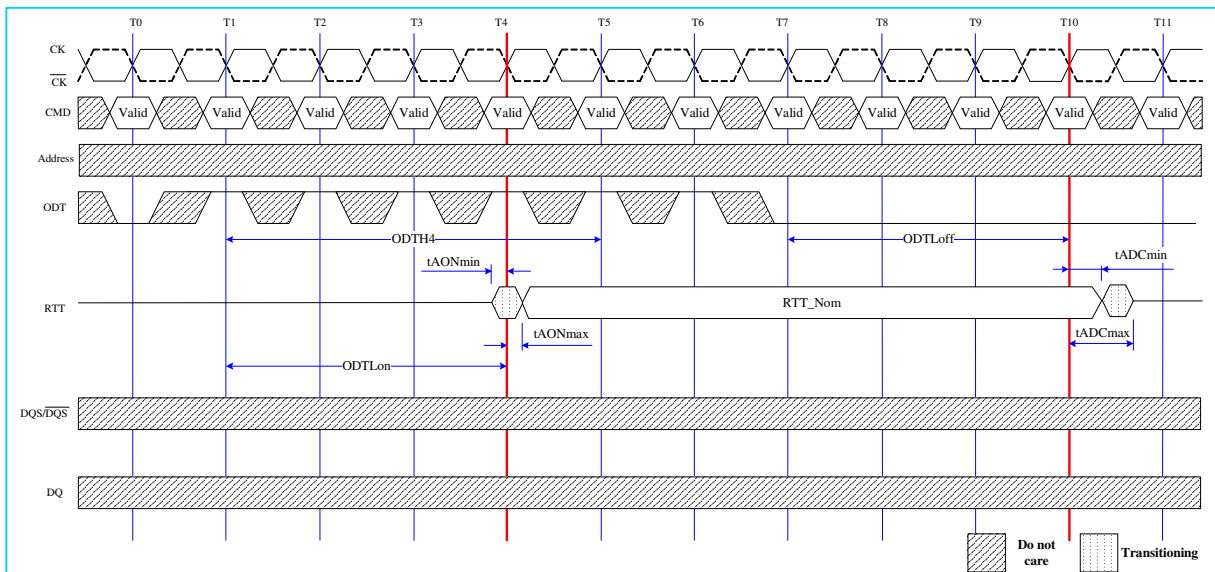 T0 T1 T2 T3 T4 T5 T6 T7 T8 T9 T10 T11
CK
CK
CMD Valid Valid Valid Valid Valid Valid Valid Valid Valid Valid Valid Valid
Address
ODT
ODTH4 ODTLoff
tAONmin tADCmin
RTT RTT_Nom
tAONmax tADCmax
ODTLon
DQS/DQS
DQ
Do not
care
Transitioning